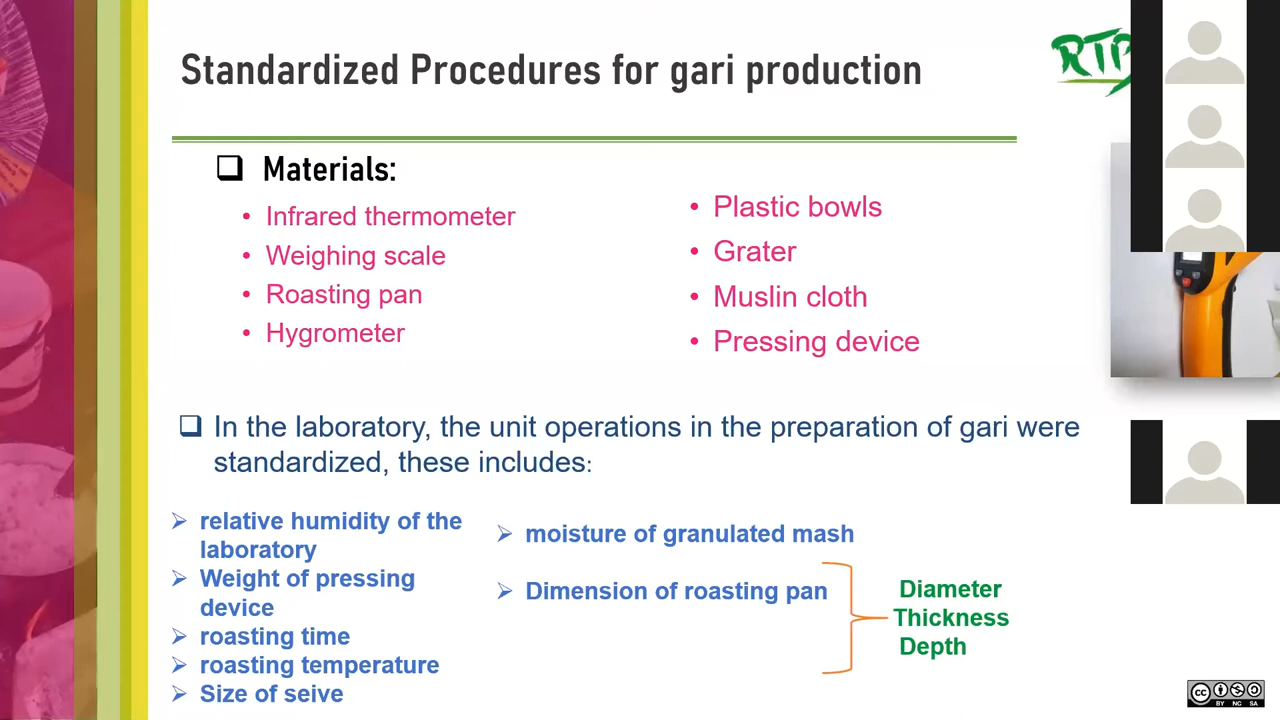 Standardized Procedures for gari production
RTB
Materials:
• Infrared thermometer
• Weighing scale
• Roasting pan
• Hygrometer
• Plastic bowls
• Grater
• Muslin cloth
• Pressing device
In the laboratory, the unit operations in the preparation of gari were
standardized, these includes:
relative humidity of the
laboratory
Weight of pressing
device
roasting time
roasting temperature
Size of seive
moisture of granulated mash
Dimension of roasting pan
Diameter
Thickness
Depth
cc
BY NC SA